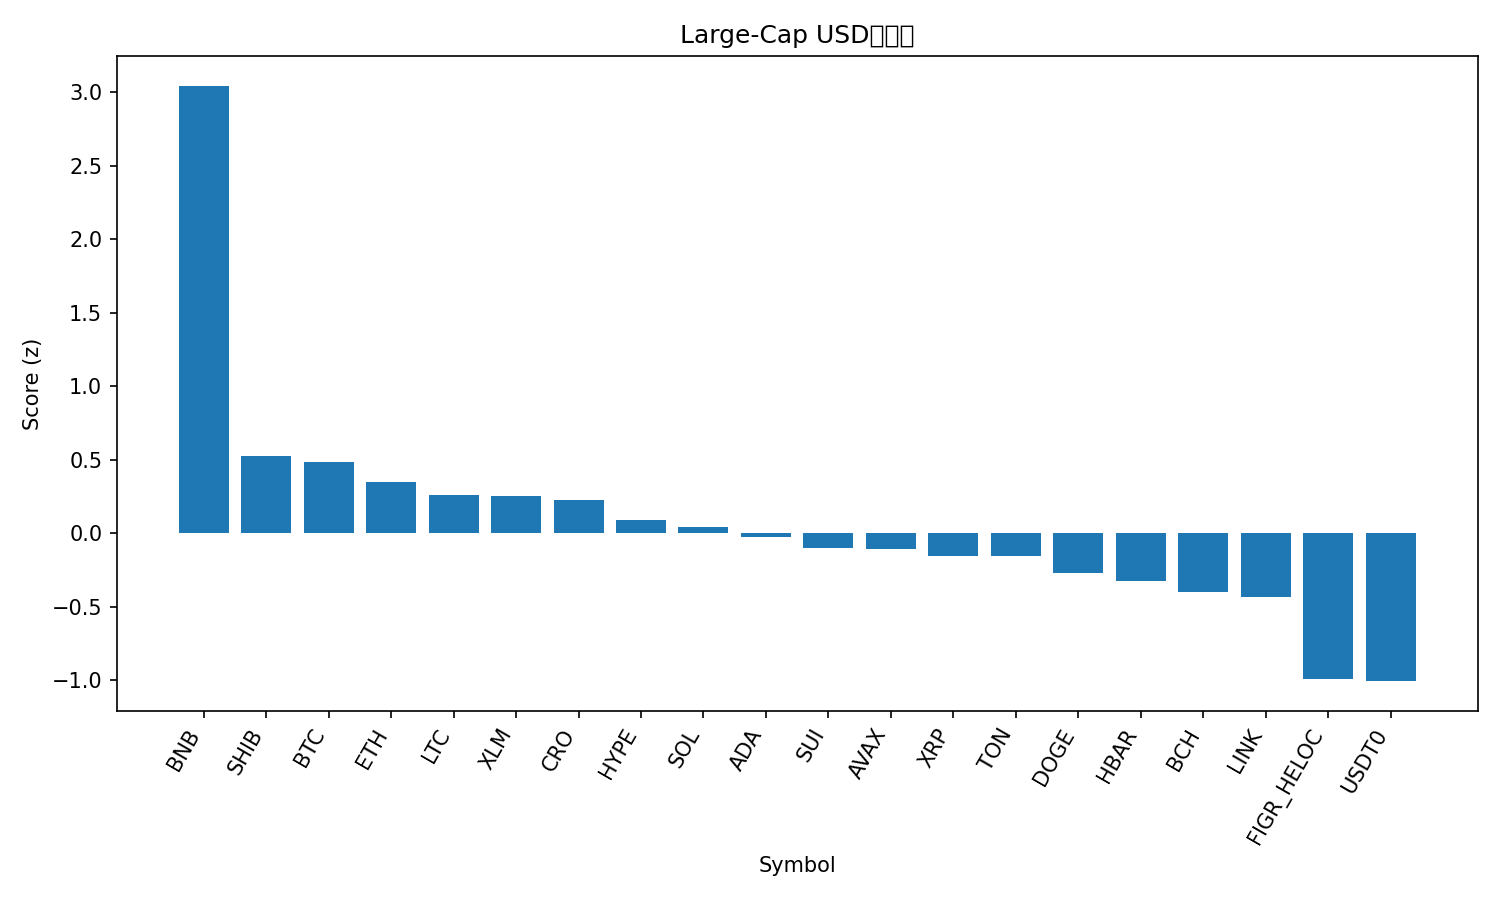 Large-Cap USD
3.0
2.5
2.0
1.5
1.0
0.5
0.0
−0.5
−1.0
Score (z)
BNB
SHIB
BTC
ETH
LTC
XLM
CRO
HYPE
SOL
ADA
SUI
AVAX
XRP
TON
DOGE
HBAR
BCH
LINK
FIGR_HELOC
USDT0
Symbol